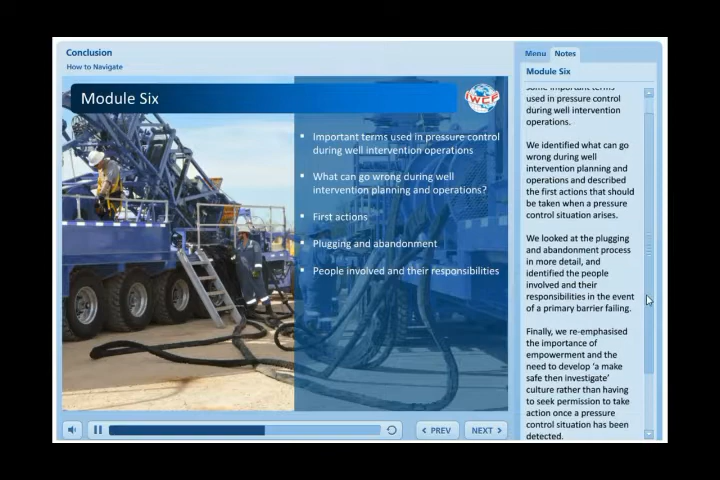 Conclusion
How to Navigate
Module Six
IWCF
Important terms used in pressure control
during well intervention operations
What can go wrong during well
intervention planning and operations?
First actions
Plugging and abandonment
People involved and their responsibilities
< PREV
NEXT >
Menu
Notes
Module Six
some important terms
used in pressure control
during well intervention
operations.
We identified what can go
wrong during well
intervention planning and
operations and described
the first actions that should
be taken when a pressure
control situation arises.
We looked at the plugging
and abandonment process
in more detail, and
identified the people
involved and their
responsibilities in the event
of a primary barrier failing.
Finally, we re-emphasised
the importance of
empowerment and the
need to develop ‘a make
safe then investigate’
culture rather than having
to seek permission to take
action once a pressure
control situation has been
detected.